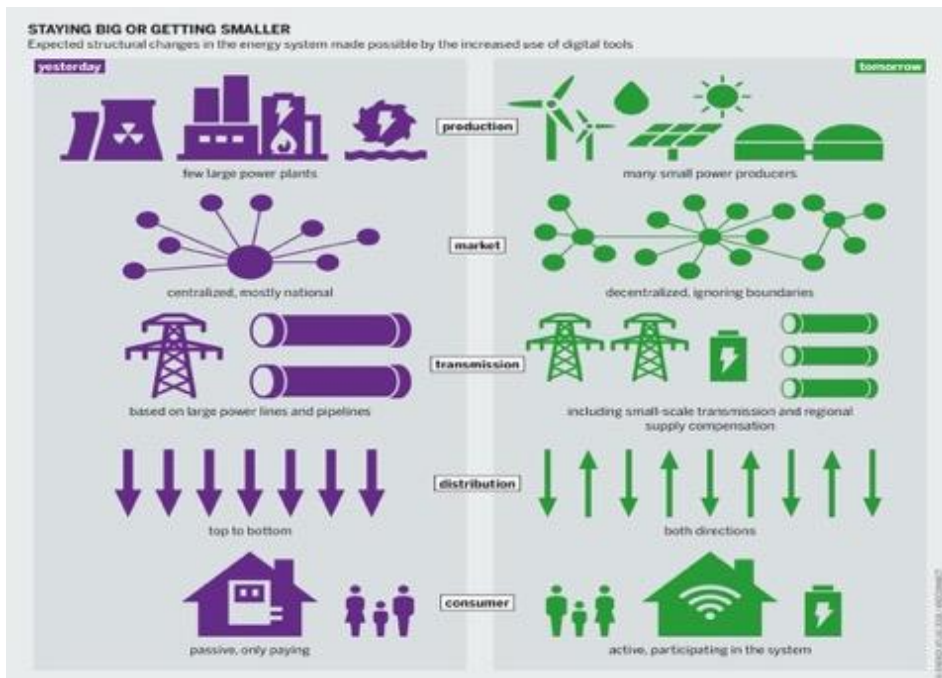 STAYING BIG OR GETTING SMALLER
Expected structural changes in the energy system made possible by the increased use of digital tools
yesterday
tomorrow
production
few large power plants
many small power producers
market
centralized, mostly national
decentralized, ignoring boundaries
transmission
based on large power lines and pipelines
including small-scale transmission and regional
supply compensation
distribution
top to bottom
both directions
consumer
passive, only paying
active, participating in the system